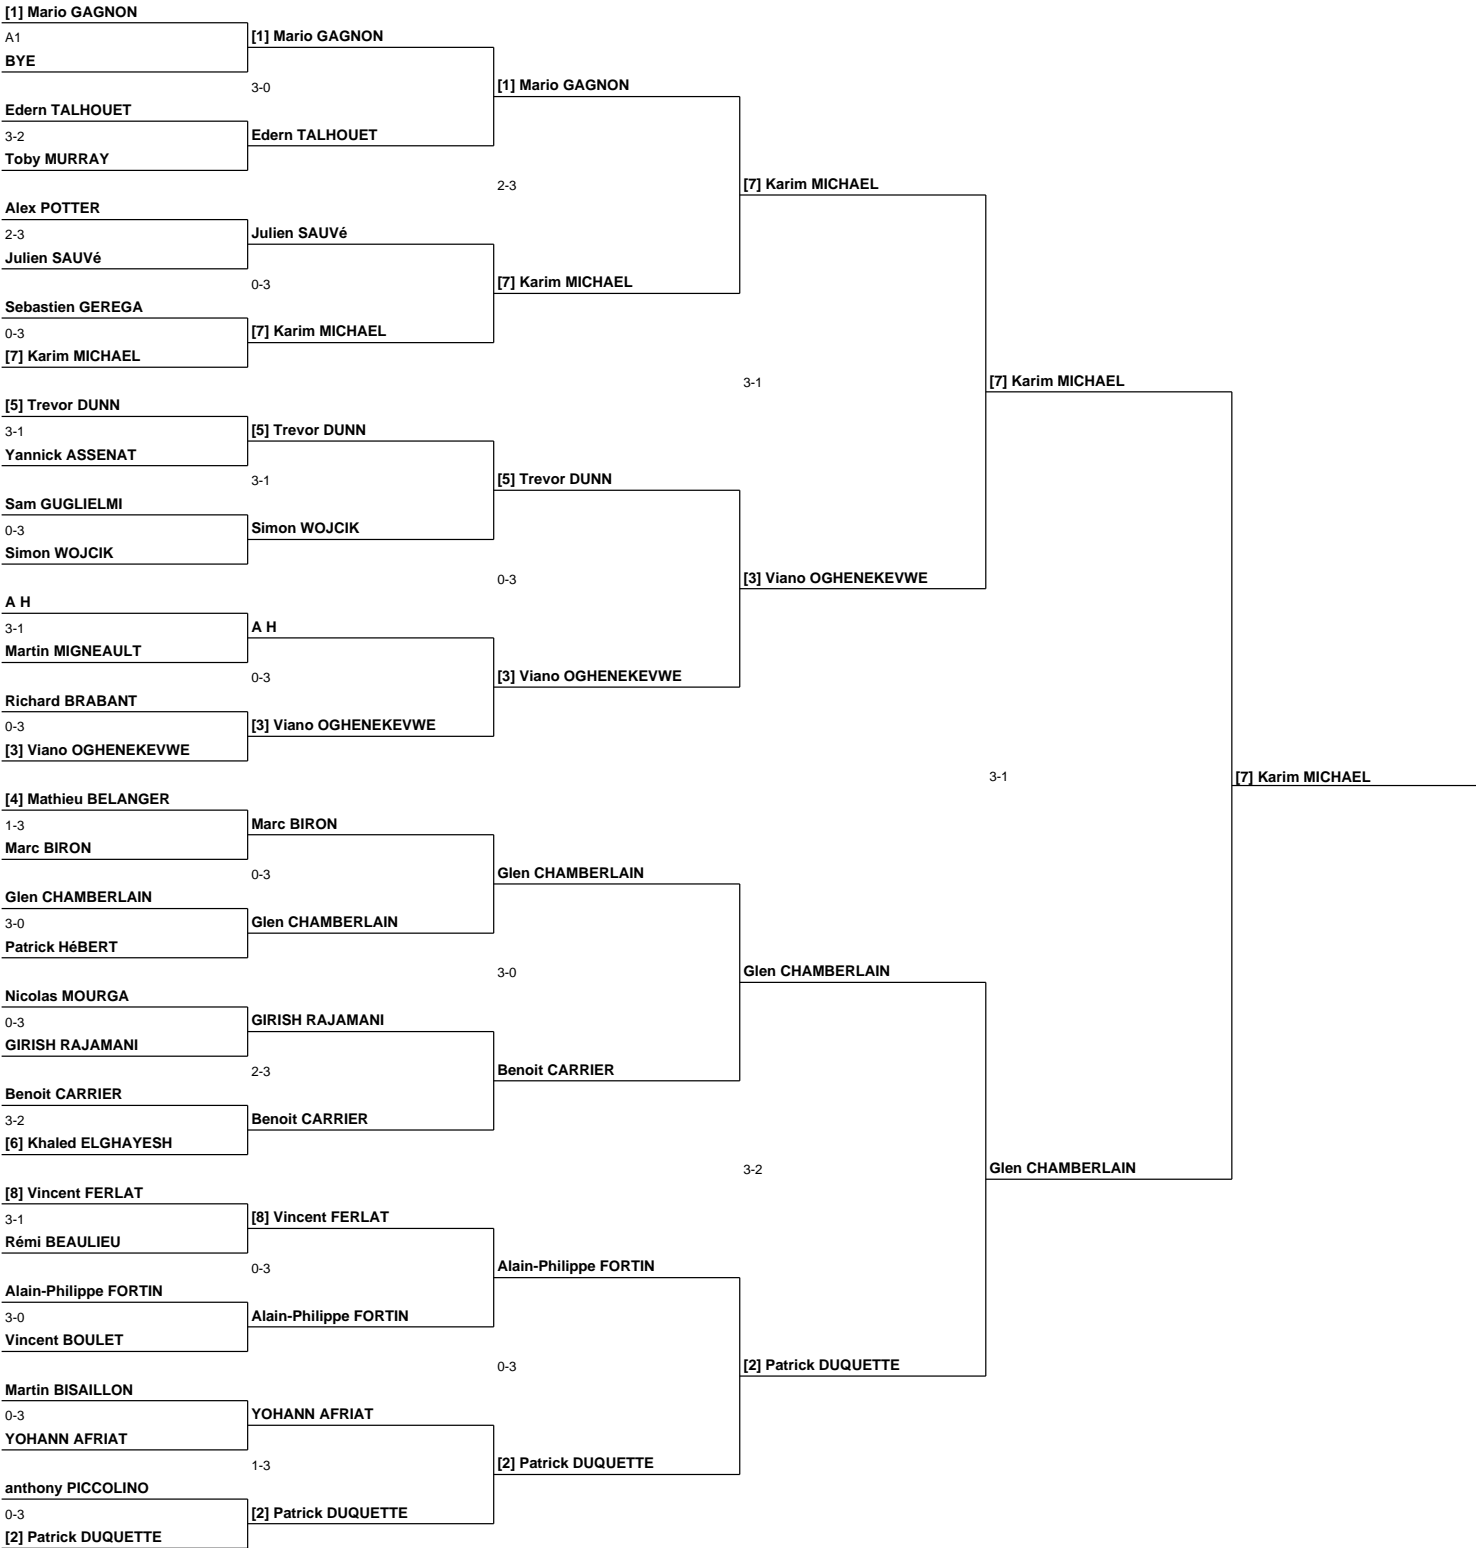 [1] Mario GAGNON
A1
BYE
Edern TALHOUET
3-2
Toby MURRAY
Alex POTTER
2-3
Julien SAUVé
Sebastien GEREGA
0-3
[7] Karim MICHAEL
[5] Trevor DUNN
3-1
Yannick ASSENAT
Sam GUGLIELMI
0-3
Simon WOJCIK
A H
3-1
Martin MIGNEAULT
Richard BRABANT
0-3
[3] Viano OGHENEKEVWE
[4] Mathieu BELANGER
1-3
Marc BIRON
Glen CHAMBERLAIN
3-0
Patrick HéBERT
Nicolas MOURGA
0-3
GIRISH RAJAMANI
Benoit CARRIER
3-2
[6] Khaled ELGHAYESH
[8] Vincent FERLAT
3-1
Rémi BEAULIEU
Alain-Philippe FORTIN
3-0
Vincent BOULET
Martin BISAILLON
0-3
YOHANN AFRIAT
anthony PICCOLINO
0-3
[2] Patrick DUQUETTE
[1] Mario GAGNON
3-0
Edern TALHOUET
Julien SAUVé
0-3
[7] Karim MICHAEL
[5] Trevor DUNN
3-1
Simon WOJCIK
A H
0-3
[3] Viano OGHENEKEVWE
Marc BIRON
0-3
Glen CHAMBERLAIN
GIRISH RAJAMANI
2-3
Benoit CARRIER
[8] Vincent FERLAT
0-3
Alain-Philippe FORTIN
YOHANN AFRIAT
1-3
[2] Patrick DUQUETTE
[1] Mario GAGNON
2-3
[7] Karim MICHAEL
[5] Trevor DUNN
0-3
[3] Viano OGHENEKEVWE
Glen CHAMBERLAIN
3-0
Benoit CARRIER
Alain-Philippe FORTIN
0-3
[2] Patrick DUQUETTE
[7] Karim MICHAEL
3-1
[3] Viano OGHENEKEVWE
Glen CHAMBERLAIN
3-2
[2] Patrick DUQUETTE
[7] Karim MICHAEL
3-1
Glen CHAMBERLAIN
[7] Karim MICHAEL